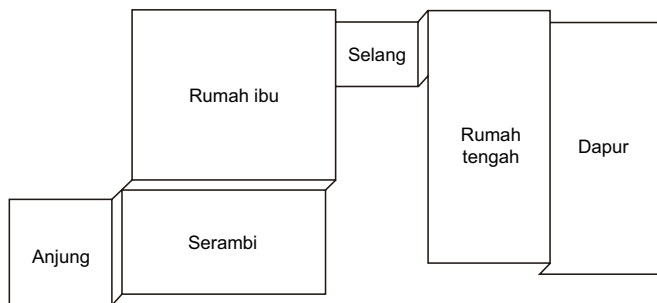 Selang
Rumah ibu
Rumah
tengah
Dapur
Serambi
Anjung